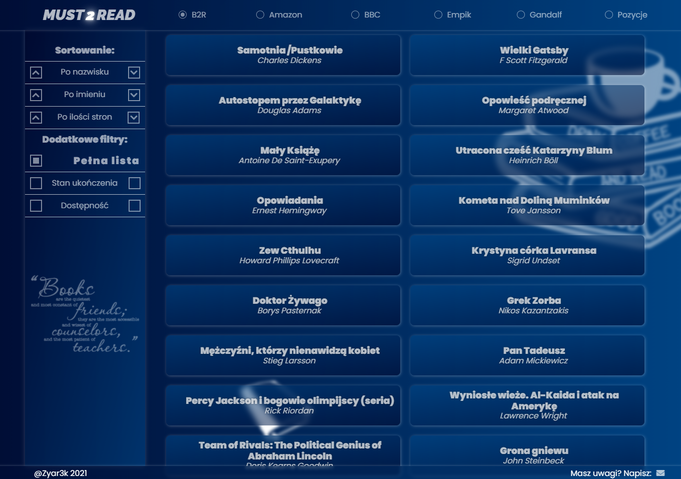 MUST2READ
B2R
Amazon
BBC
Empik
Gandalf
Pozycje
Sortowanie:
Po nazwisku
Po imieniu
Po ilości stron
Dodatkowe filtry:
Pełna lista
Stan ukończenia
Dostępność
“Books
are the quietest
and most constant of
friends;
they are the most accessible
and wisest of
counselors,
and the most patient of
teachers.”
Samotnia/Pustkowie
Charles Dickens
Wielki Gatsby
F Scott Fitzgerald
Autostopem przez Galaktykę
Douglas Adams
Opowieść podręcznej
Margaret Atwood
Mały Książę
Antoine De Saint-Exupery
Utracona cześć Katarzyny Blum
Heinrich Böll
Opowiadania
Ernest Hemingway
Kometa nad Doliną Muminków
Tove Jansson
Zew Cthulhu
Howard Phillips Lovecraft
Krystyna córka Lavransa
Sigrid Undset
Doktor Żywago
Borys Pasternak
Grek Zorba
Nikos Kazantzakis
Mężczyźni, którzy nienawidzą kobiet
Stieg Larsson
Pan Tadeusz
Adam Mickiewicz
Percy Jackson i bogowie olimpijscy (seria)
Rick Riordan
Wyniosłe wieże. Al-Kaida i atak na
Amerykę
Lawrence Wright
Team of Rivals: The Political Genius of
Abraham Lincoln
Doris Kearns Goodwin
Grona gniewu
John Steinbeck
@Zyar3k 2021
Masz uwagi? Napisz: